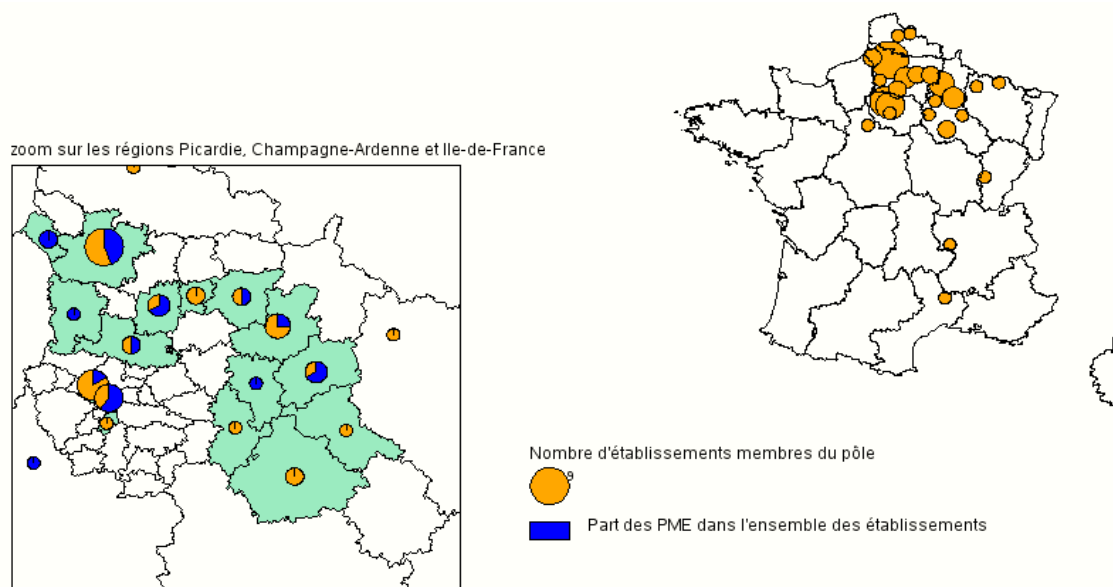 zoom sur les régions Picardie, Champagne-Ardenne et Ile-de-France
Nombre d'établissements membres du pôle
9
Part des PME dans l'ensemble des établissements